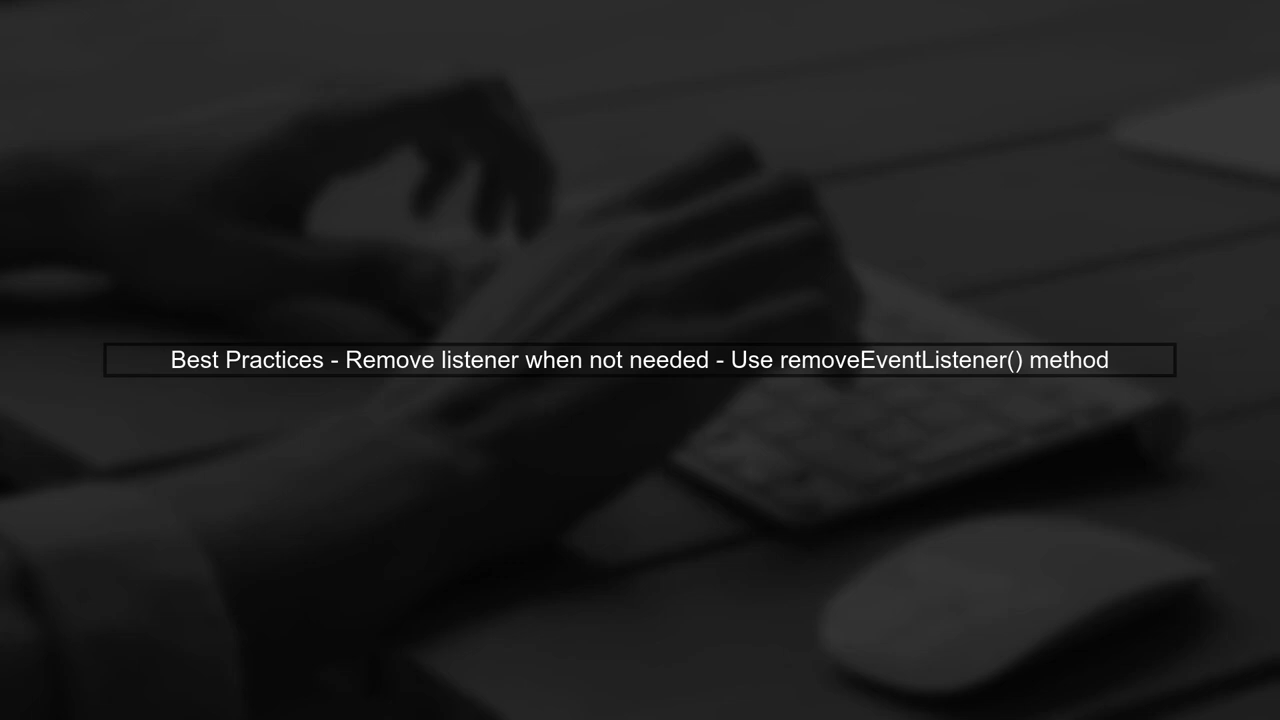 Best Practices - Remove listener when not needed - Use removeEventListener() method